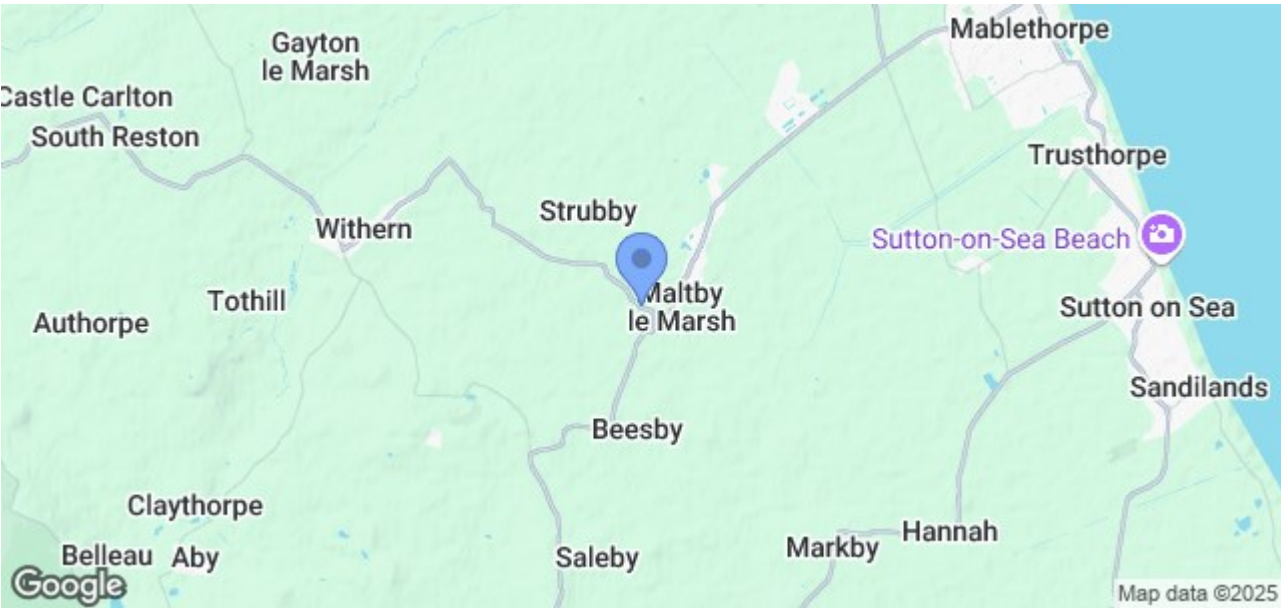 Mablethorpe
Gayton
le Marsh
Castle Carlton
South Reston
Trusthorpe
Strubby
Withern
Sutton-on-Sea Beach
Maltby
le Marsh
Tothill
Sutton on Sea
Authorpe
Sandilands
Beesby
Claythorpe
Hannah
Markby
Belleau
Aby
Saleby
Google
Map data ©2025